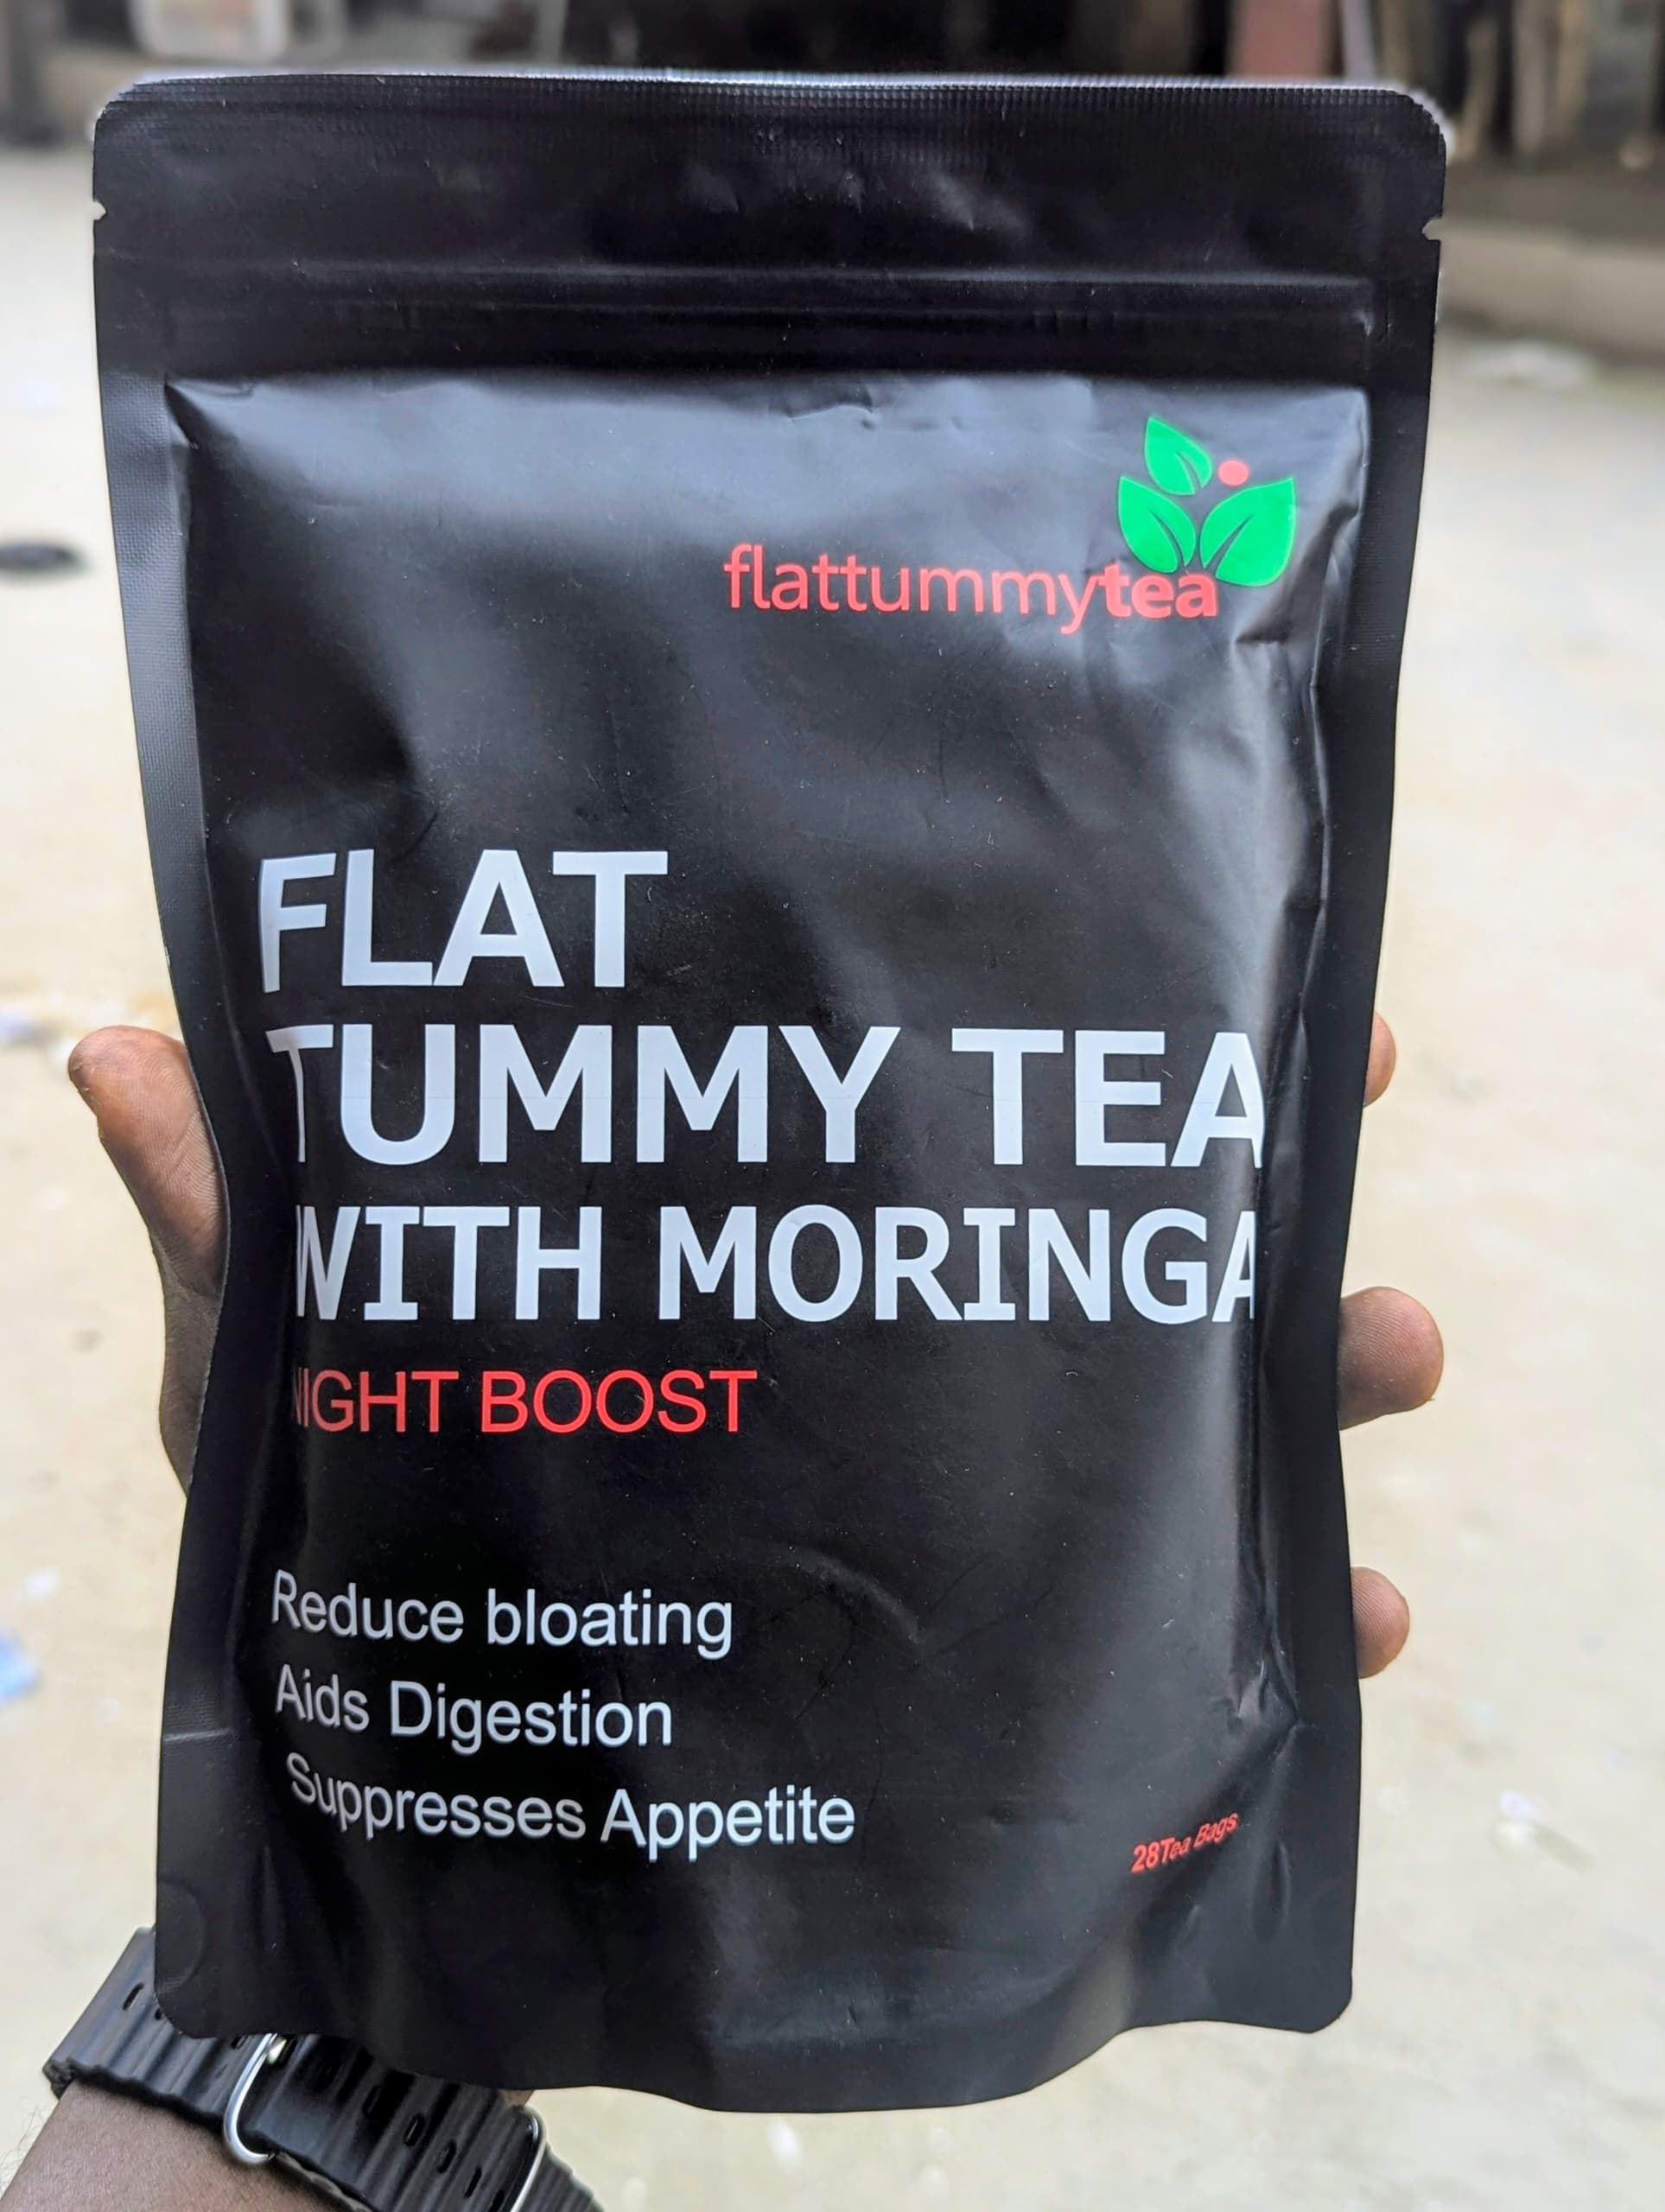 flattummytea
FLAT
TUMMY TEA
WITH MORINGA
NIGHT BOOST
Reduce bloating
Aids Digestion
Suppresses Appetite
28Tea Bags